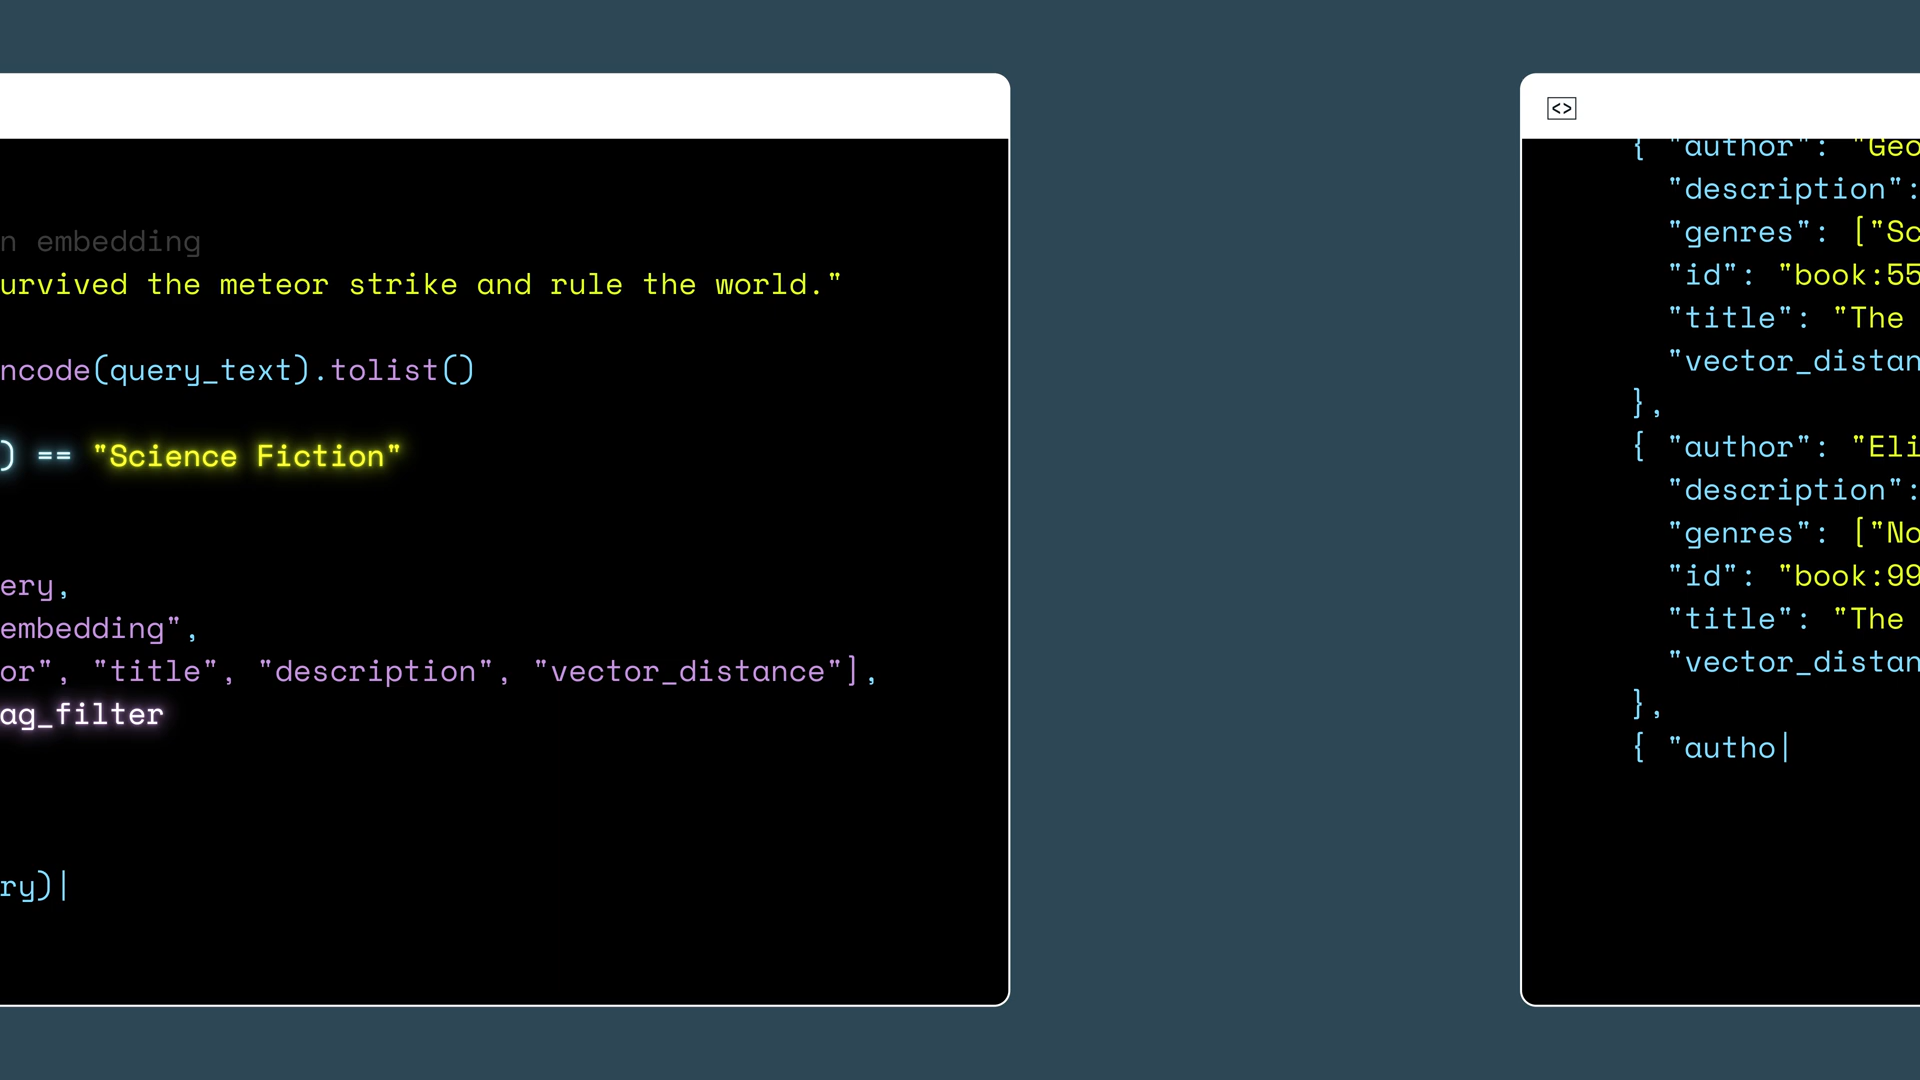 n embedding
urvived the meteor strike and rule the world."
ncode(query_text).tolist()
) == "Science Fiction"
ery,
embedding",
or", "title", "description", "vector_distance"],
ag_filter
ry)|
<>
{ "author": "Geo
"description":
"genres": ["Sc
"id": "book:55
"title": "The
"vector_distan
},
{ "author": "Eli
"description":
"genres": ["No
"id": "book:99
"title": "The
"vector_distan
},
{ "autho|